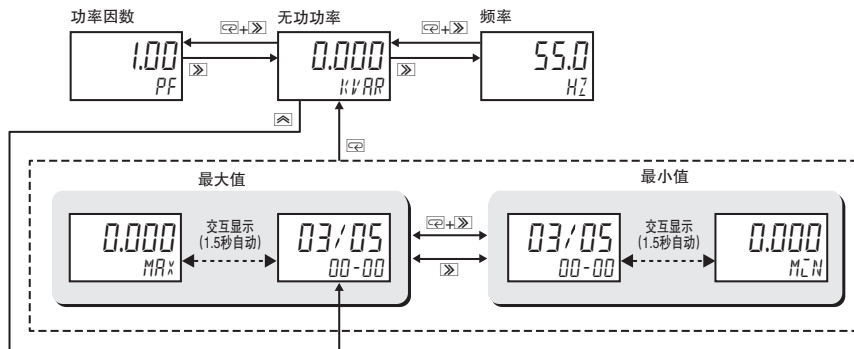 功率因数
无功功率
频率
+
+
1.00
PF
0.000
KVAR
55.0
HZ
最大值
最小值
0.000
MAX
交互显示
(1.5秒自动)
03/05
00-00
+
03/05
00-00
交互显示
(1.5秒自动)
0.000
MIN